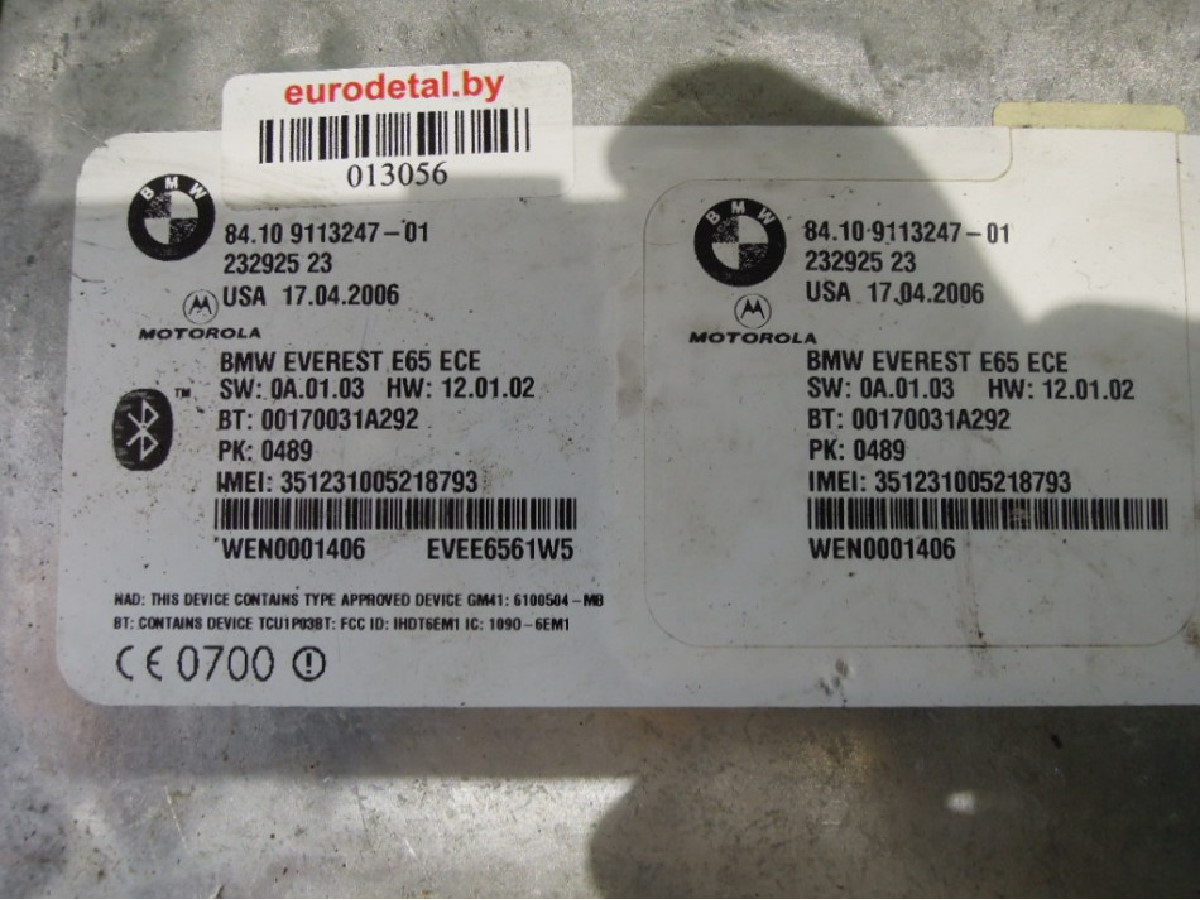 eurodetal.by
013056
BMW
84.10 9113247-01
232925 23
USA 17.04.2006
MOTOROLA
BMW EVEREST E65 ECE
SW: 0A.01.03 HW: 12.01.02
BT: 00170031A292
PK: 0489
IMEI: 351231005218793
WEN0001406 EVEE6561W5
NAD: THIS DEVICE CONTAINS TYPE APPROVED DEVICE GM41: 6100504-MB
BT: CONTAINS DEVICE TCU1P03BT: FCC ID: IHDT6EM1 IC: 1090-6EM1
CE 0700
BMW
84.10 9113247-01
232925 23
USA 17.04.2006
MOTOROLA
BMW EVEREST E65 ECE
SW: 0A.01.03 HW: 12.01.02
BT: 00170031A292
PK: 0489
IMEI: 351231005218793
WEN0001406